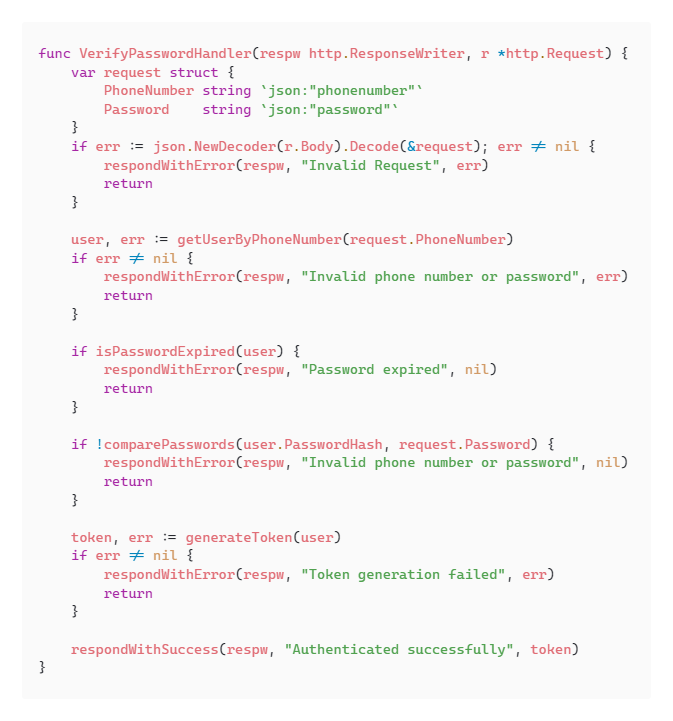 func VerifyPasswordHandler(respw http.ResponseWriter, r *http.Request) {
    var request struct {
        PhoneNumber string `json:"phonenumber"`
        Password    string `json:"password"`
    }
    if err := json.NewDecoder(r.Body).Decode(&request); err != nil {
        respondWithError(respw, "Invalid Request", err)
        return
    }

    user, err := getUserByPhoneNumber(request.PhoneNumber)
    if err != nil {
        respondWithError(respw, "Invalid phone number or password", err)
        return
    }

    if isPasswordExpired(user) {
        respondWithError(respw, "Password expired", nil)
        return
    }

    if !comparePasswords(user.PasswordHash, request.Password) {
        respondWithError(respw, "Invalid phone number or password", nil)
        return
    }

    token, err := generateToken(user)
    if err != nil {
        respondWithError(respw, "Token generation failed", err)
        return
    }

    respondWithSuccess(respw, "Authenticated successfully", token)
}